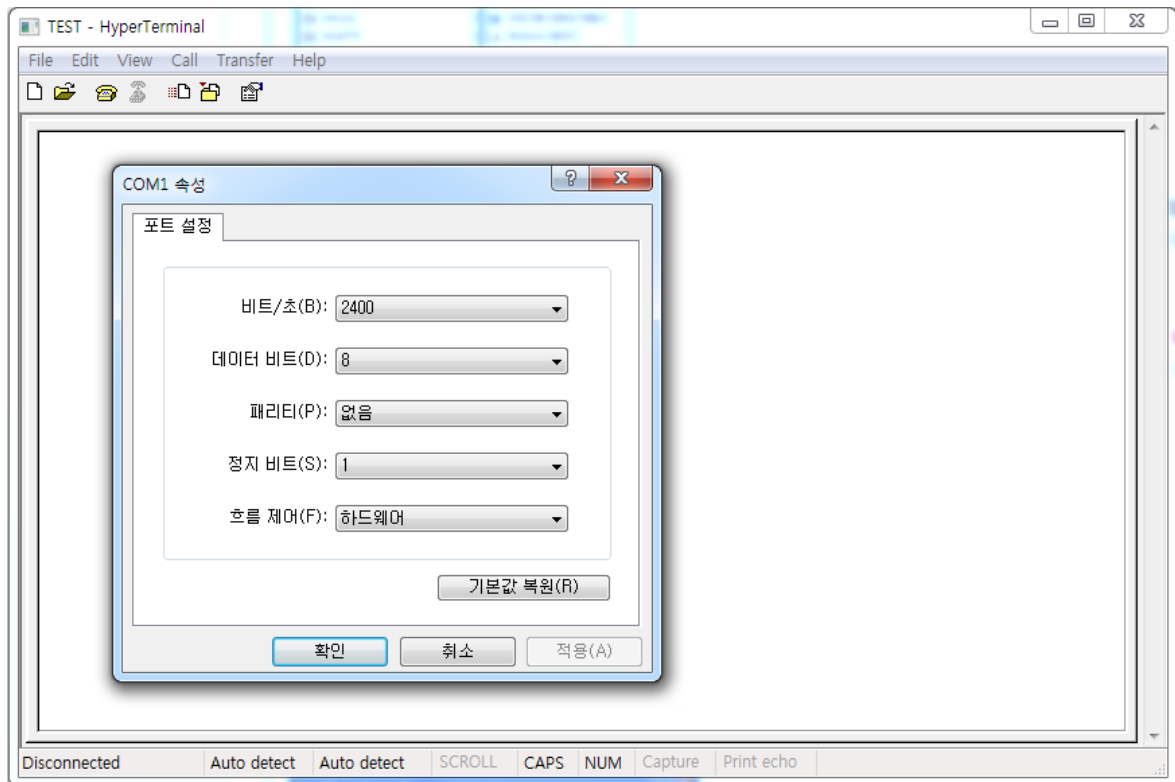 TEST - HyperTerminal
File Edit View Call Transfer Help
COM1 속성
포트 설정
비트/초(B): 2400
데이터 비트(D): 8
패리티(P): 없음
정지 비트(S): 1
흐름 제어(F): 하드웨어
기본값 복원(R)
확인 취소 적용(A)
Disconnected Auto detect Auto detect SCROLL CAPS NUM Capture Print echo